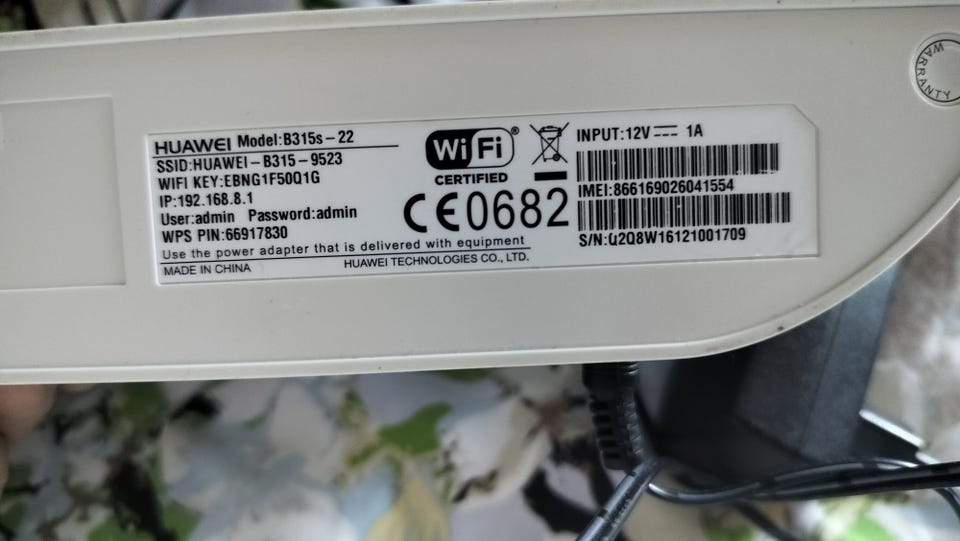 HUAWEI Model:B315s-22
SSID:HUAWEI-B315-9523
WIFI KEY:EBNG1F50Q1G
IP:192.168.8.1
User:admin Password:admin
WPS PIN:66917830
Use the power adapter that is delivered with equipment
MADE IN CHINA HUAWEI TECHNOLOGIES CO., LTD.
Wi Fi®
CERTIFIED
CE0682
INPUT:12V⎓ 1A
IMEI:866169026041554
S/N:Q2Q8W16121001709
WARRANTY